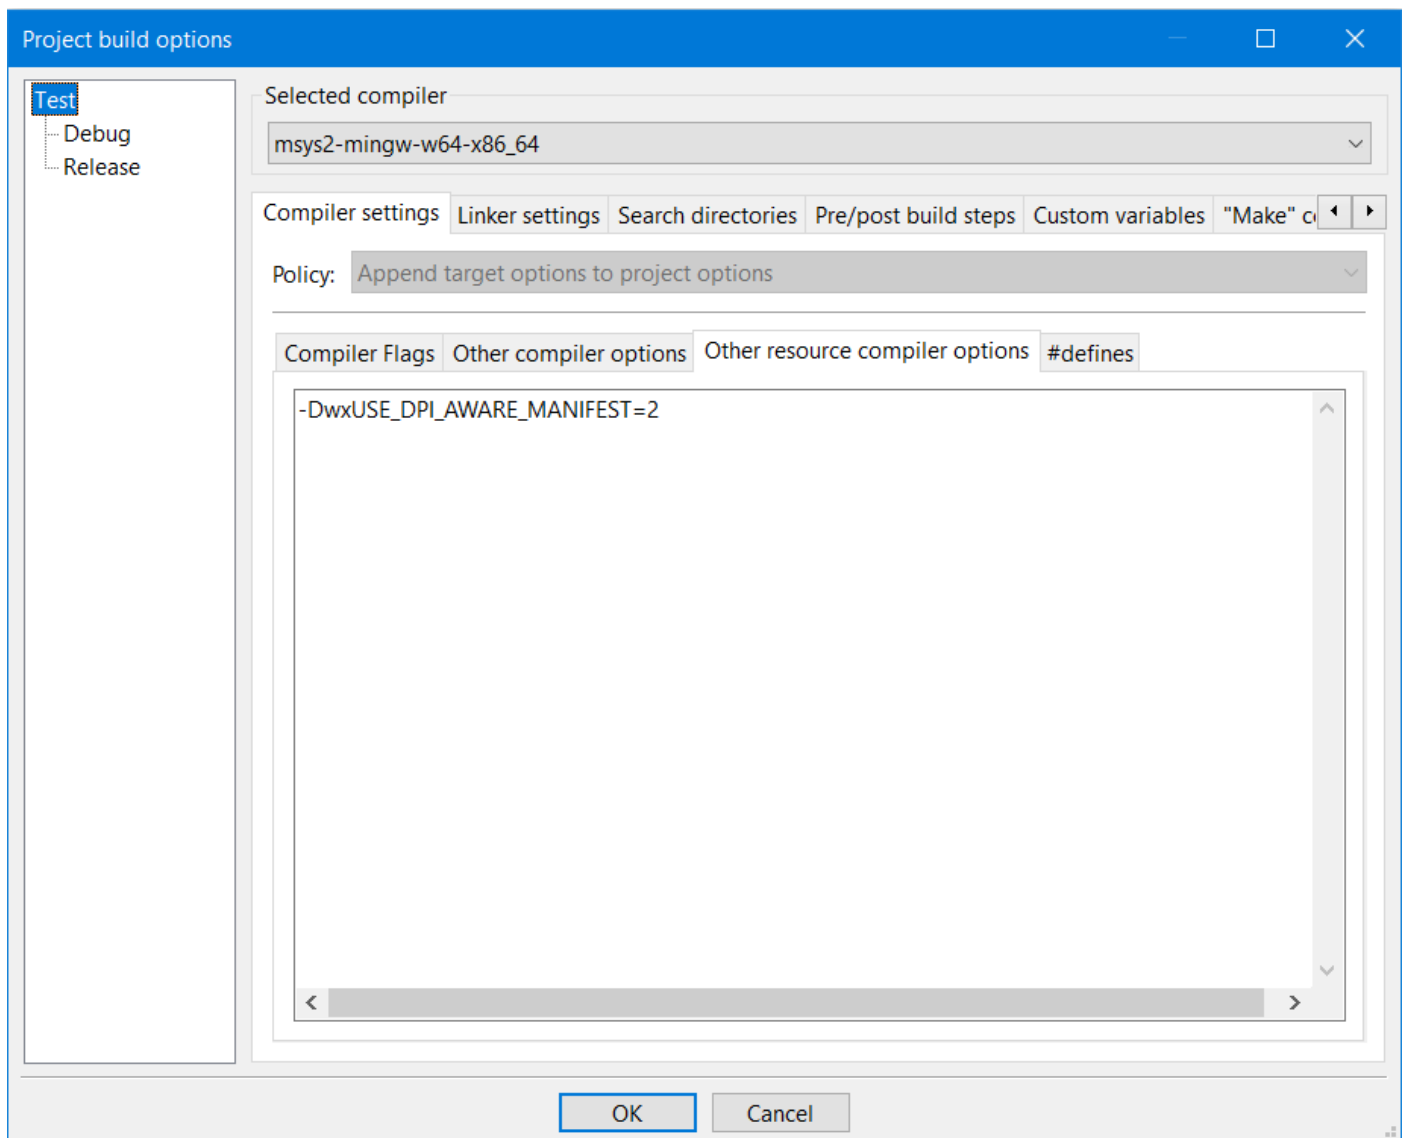 Project build options
Test
Debug
Release
Selected compiler
msys2-mingw-w64-x86_64
Compiler settings Linker settings Search directories Pre/post build steps Custom variables "Make" c
Policy: Append target options to project options
Compiler Flags Other compiler options Other resource compiler options #defines
-DwxUSE_DPI_AWARE_MANIFEST=2
OK Cancel